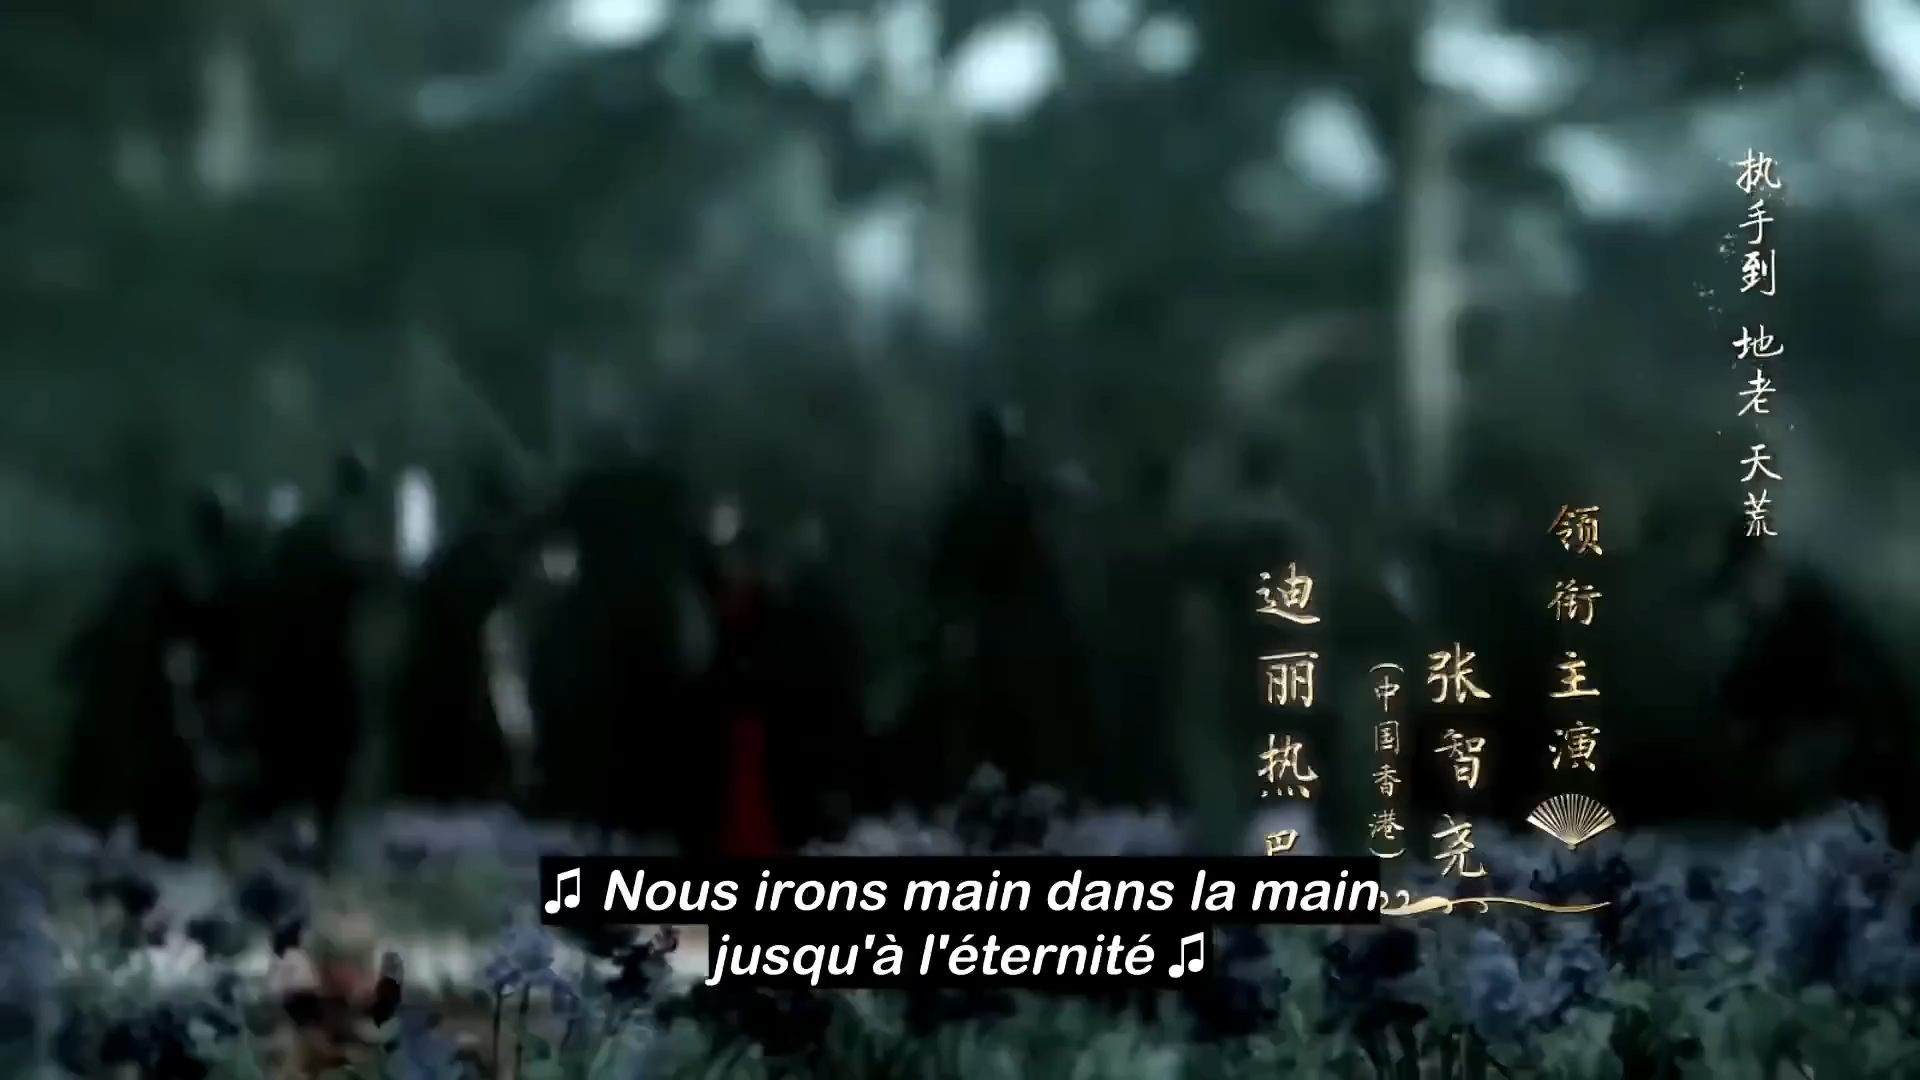 执手到 地老 天荒
领衔主演
张智尧
(中国香港)
迪丽热巴
♫ Nous irons main dans la main
jusqu'à l'éternité ♫